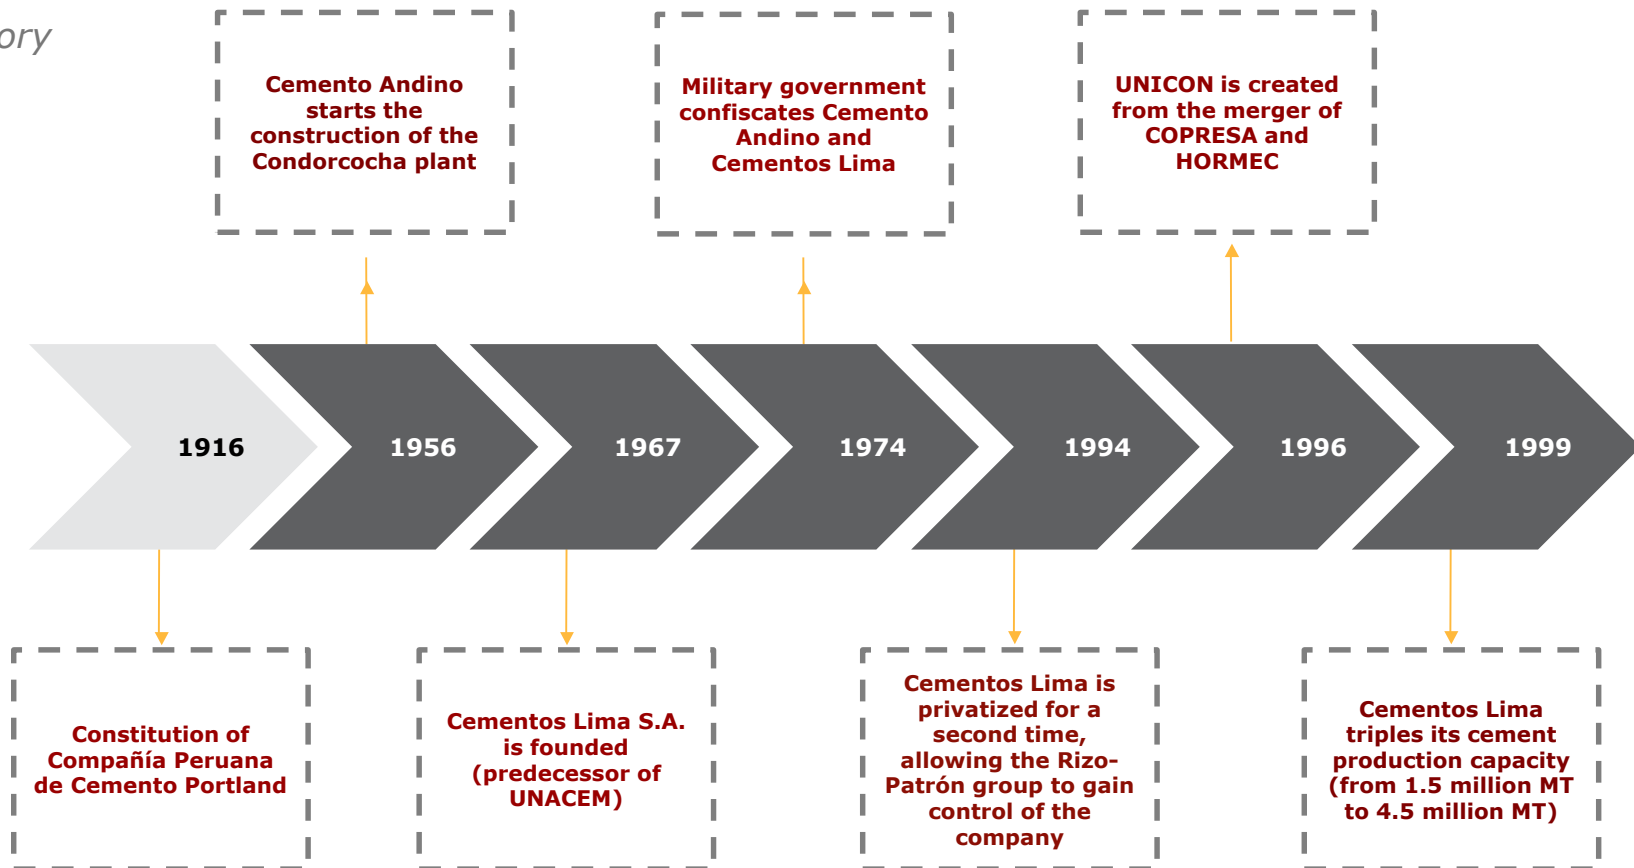 ory
Cemento Andino
starts the
construction of the
Condorcocha plant
Military government
confiscates Cemento
Andino and
Cementos Lima
UNICON is created
from the merger of
COPRESA and
HORMEC
1916
1956
1967
1974
1994
1996
1999
Constitution of
Compañía Peruana
de Cemento Portland
Cementos Lima S.A.
is founded
(predecessor of
UNACEM)
Cementos Lima is
privatized for a
second time,
allowing the Rizo-
Patrón group to gain
control of the
company
Cementos Lima
triples its cement
production capacity
(from 1.5 million MT
to 4.5 million MT)